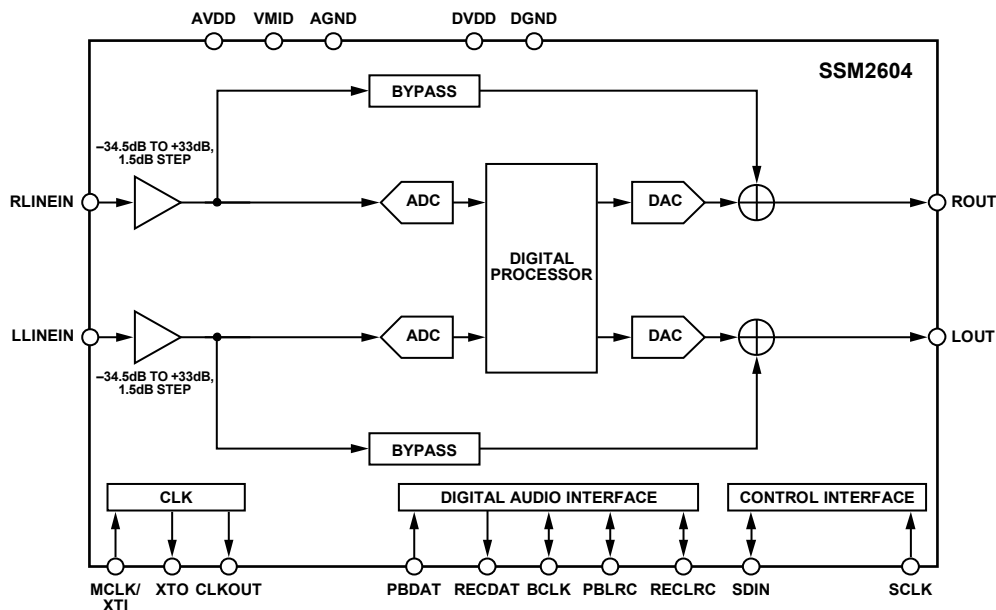 AVDD VMID AGND DVDD DGND
SSM2604
BYPASS
–34.5dB TO +33dB,
1.5dB STEP
RLINEIN
ADC
DAC
ROUT
DIGITAL
PROCESSOR
LLINEIN
ADC
DAC
LOUT
–34.5dB TO +33dB,
1.5dB STEP
BYPASS
CLK
DIGITAL AUDIO INTERFACE
CONTROL INTERFACE
MCLK/
XTI
XTO CLKOUT
PBDAT RECDAT BCLK PBLRC RECLRC
SDIN
SCLK